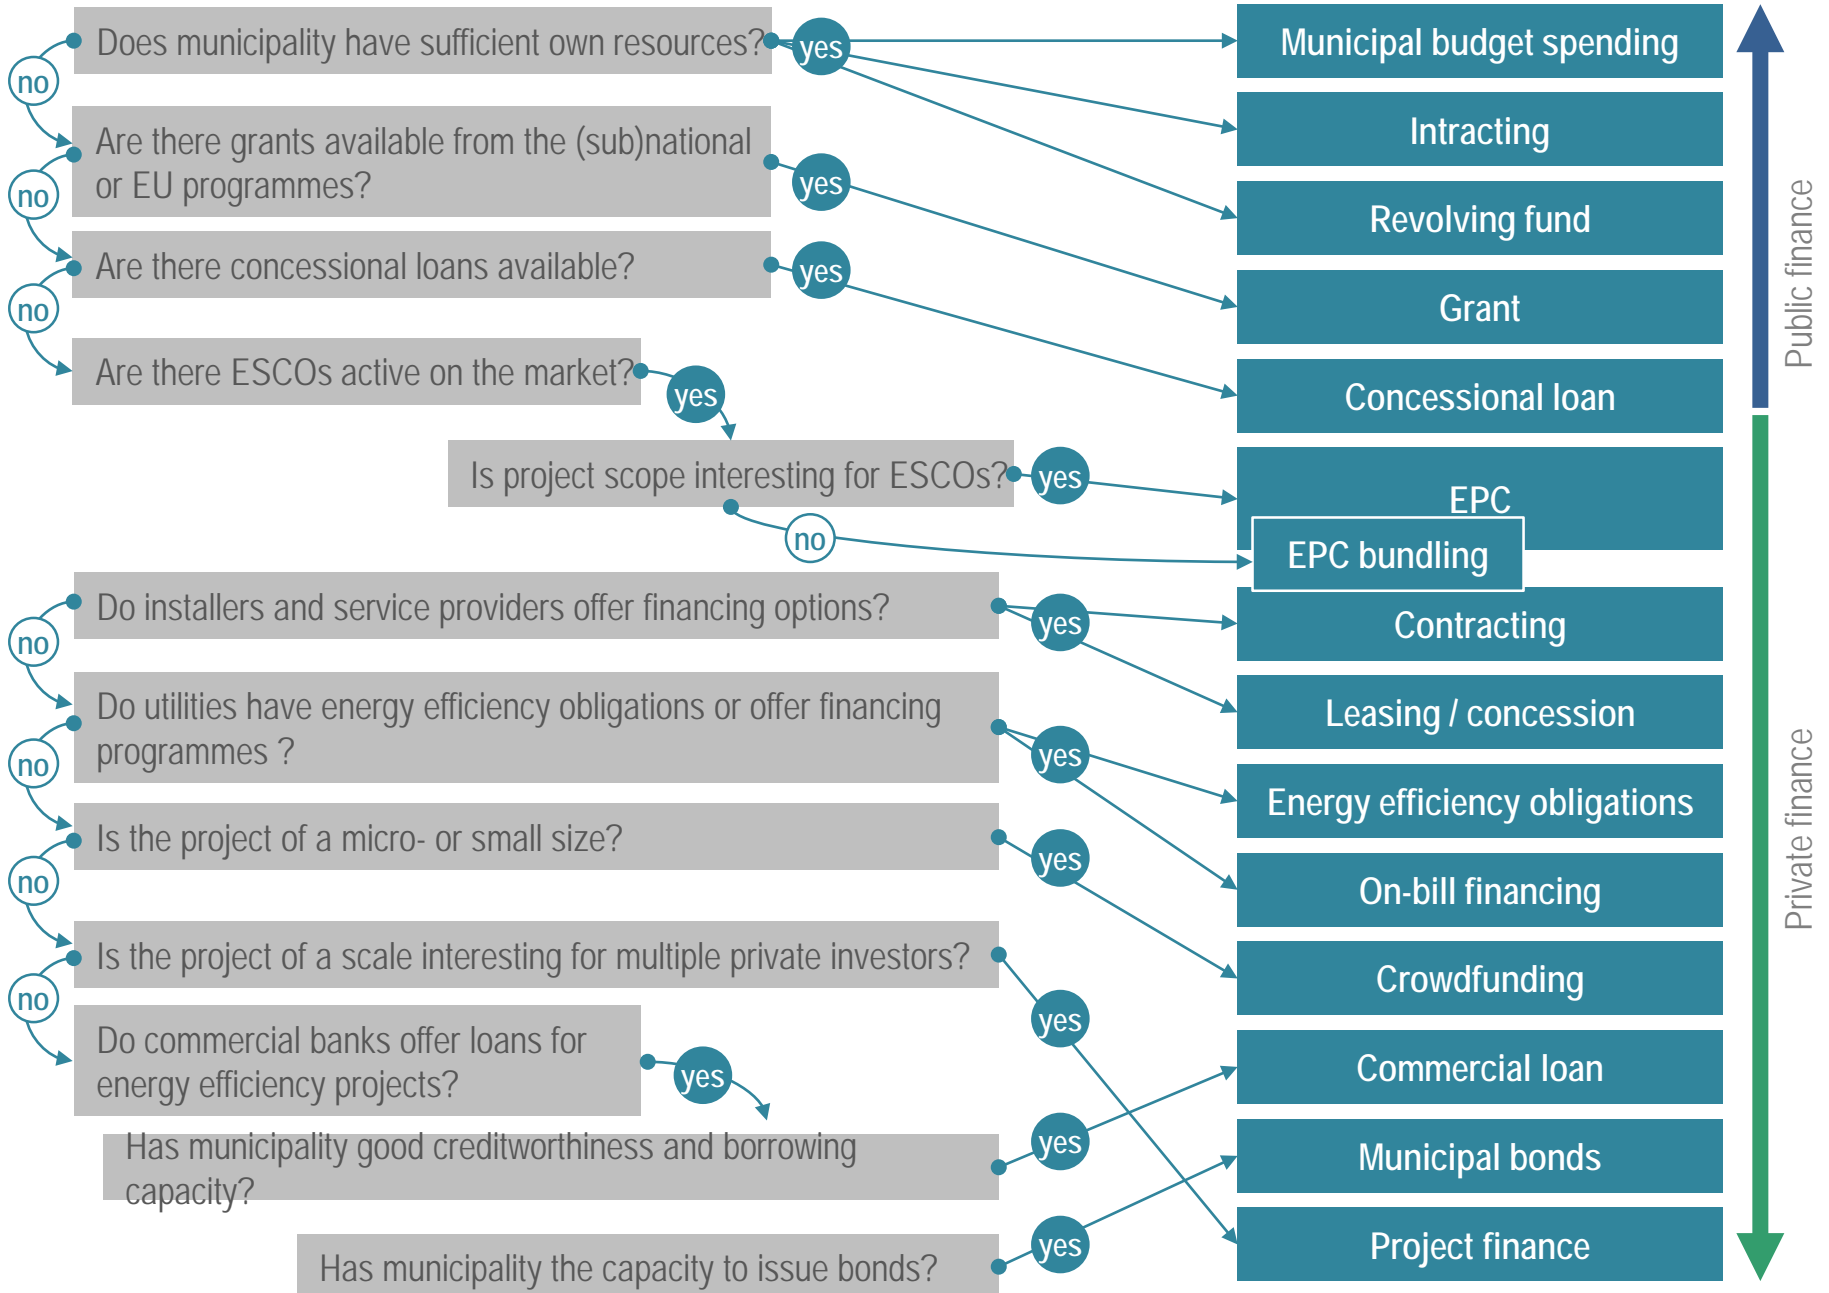 Does municipality have sufficient own resources?
yes
Municipal budget spending
no
Intracting
Are there grants available from the (sub)national
or EU programmes?
yes
Revolving fund
no
Are there concessional loans available?
yes
Grant
no
Are there ESCOs active on the market?
yes
Concessional loan
Public finance
Is project scope interesting for ESCOs?
yes
EPC
no
EPC bundling
Do installers and service providers offer financing options?
yes
Contracting
no
Do utilities have energy efficiency obligations or offer financing
programmes ?
yes
Leasing / concession
Energy efficiency obligations
no
Is the project of a micro- or small size?
yes
On-bill financing
no
Is the project of a scale interesting for multiple private investors?
yes
Crowdfunding
no
Do commercial banks offer loans for
energy efficiency projects?
yes
Commercial loan
Private finance
Has municipality good creditworthiness and borrowing
capacity?
yes
Municipal bonds
Has municipality the capacity to issue bonds?
yes
Project finance